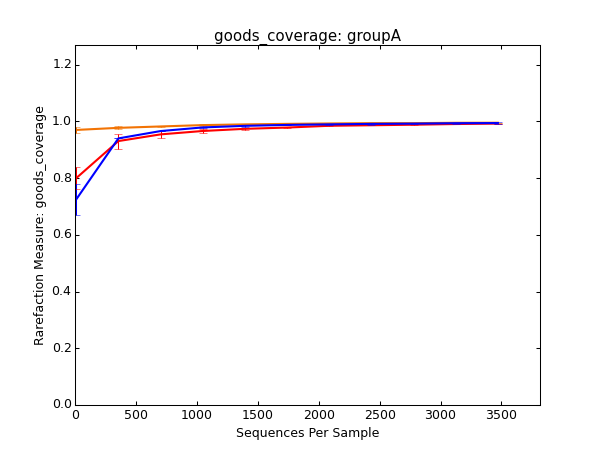 goods_coverage: groupA
1.2
1.0
0.8
0.6
0.4
0.2
0.0
Rarefaction Measure: goods_coverage
0 500 1000 1500 2000 2500 3000 3500
Sequences Per Sample